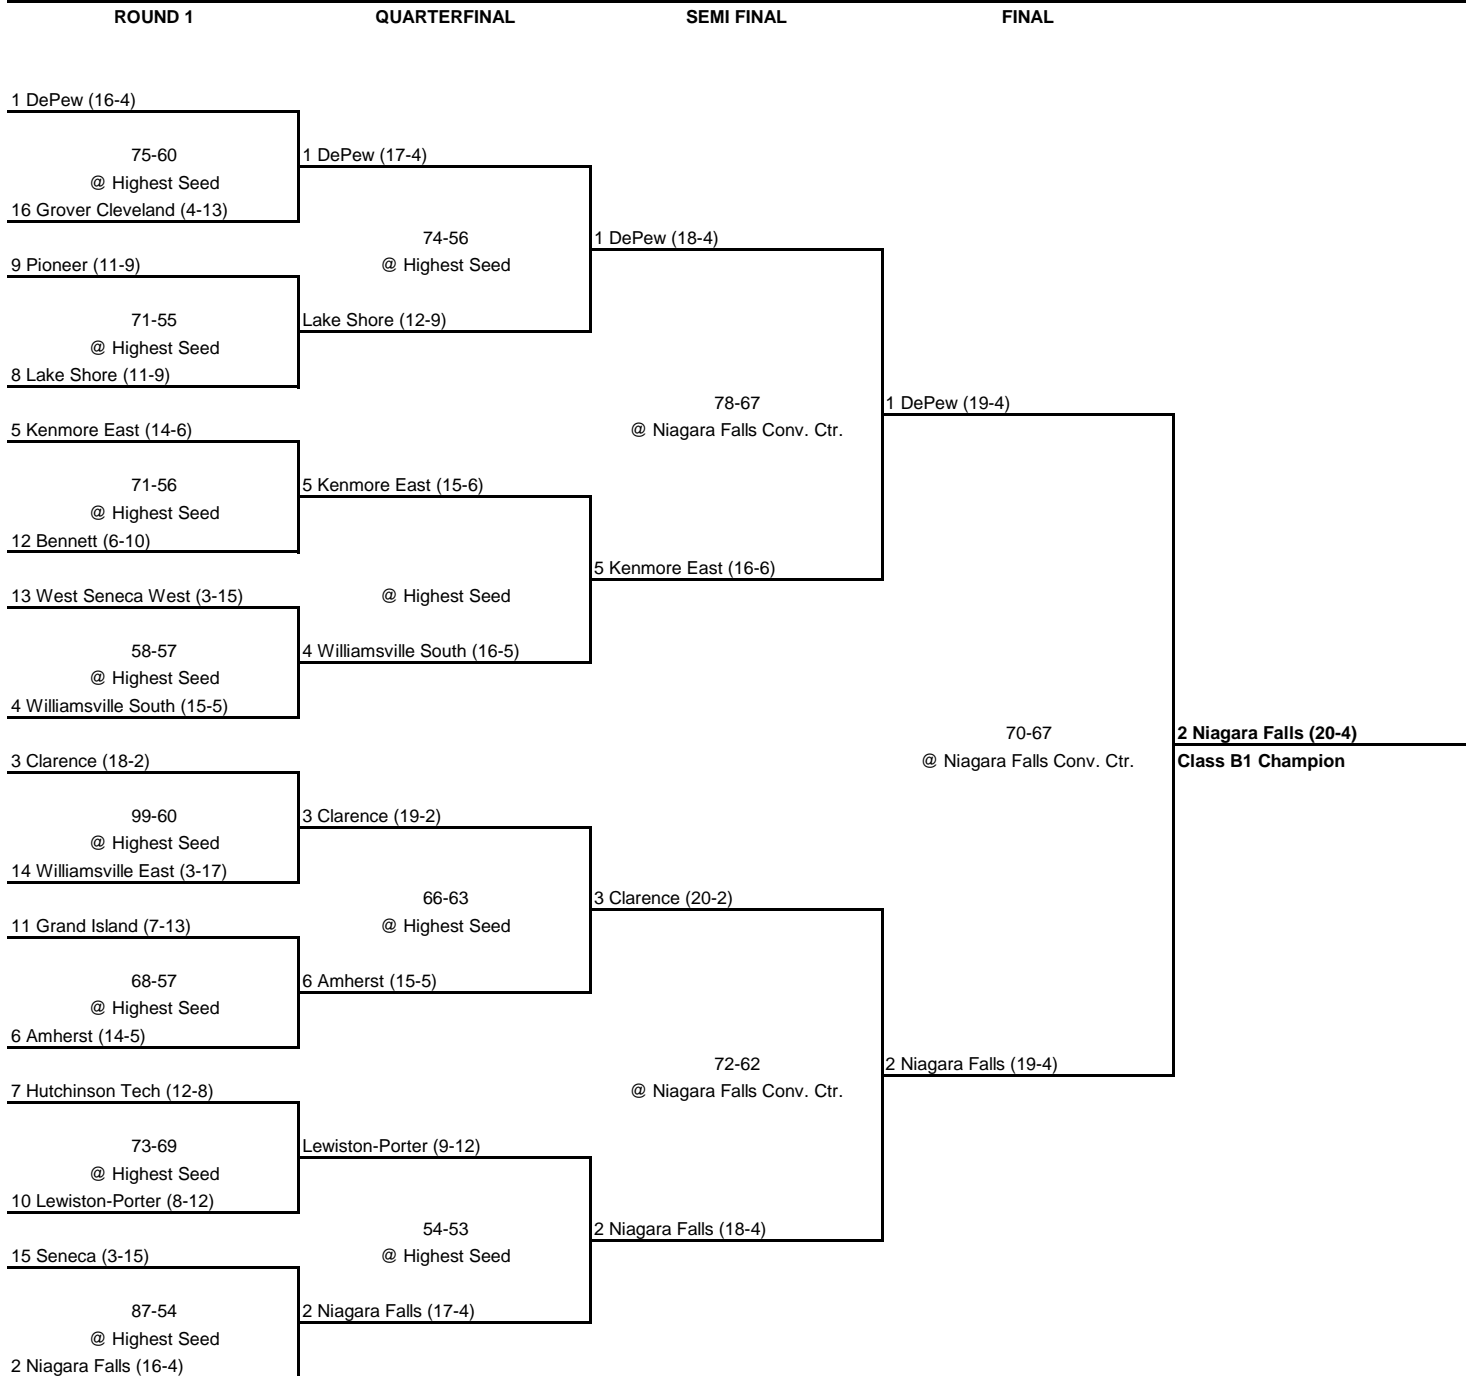 ROUND 1 QUARTERFINAL SEMI FINAL FINAL
1 DePew (16-4)
75-60 1 DePew (17-4)
@ Highest Seed
16 Grover Cleveland (4-13)
74-56 1 DePew (18-4)
9 Pioneer (11-9) @ Highest Seed
71-55 Lake Shore (12-9)
@ Highest Seed
8 Lake Shore (11-9)
78-67 1 DePew (19-4)
5 Kenmore East (14-6) @ Niagara Falls Conv. Ctr.
71-56 5 Kenmore East (15-6)
@ Highest Seed
12 Bennett (6-10)
5 Kenmore East (16-6)
13 West Seneca West (3-15) @ Highest Seed
58-57 4 Williamsville South (16-5)
@ Highest Seed
4 Williamsville South (15-5)
70-67 2 Niagara Falls (20-4)
3 Clarence (18-2) @ Niagara Falls Conv. Ctr. Class B1 Champion
99-60 3 Clarence (19-2)
@ Highest Seed
14 Williamsville East (3-17)
66-63 3 Clarence (20-2)
11 Grand Island (7-13) @ Highest Seed
68-57 6 Amherst (15-5)
@ Highest Seed
6 Amherst (14-5)
72-62 2 Niagara Falls (19-4)
7 Hutchinson Tech (12-8) @ Niagara Falls Conv. Ctr.
73-69 Lewiston-Porter (9-12)
@ Highest Seed
10 Lewiston-Porter (8-12)
54-53 2 Niagara Falls (18-4)
15 Seneca (3-15) @ Highest Seed
87-54 2 Niagara Falls (17-4)
@ Highest Seed
2 Niagara Falls (16-4)